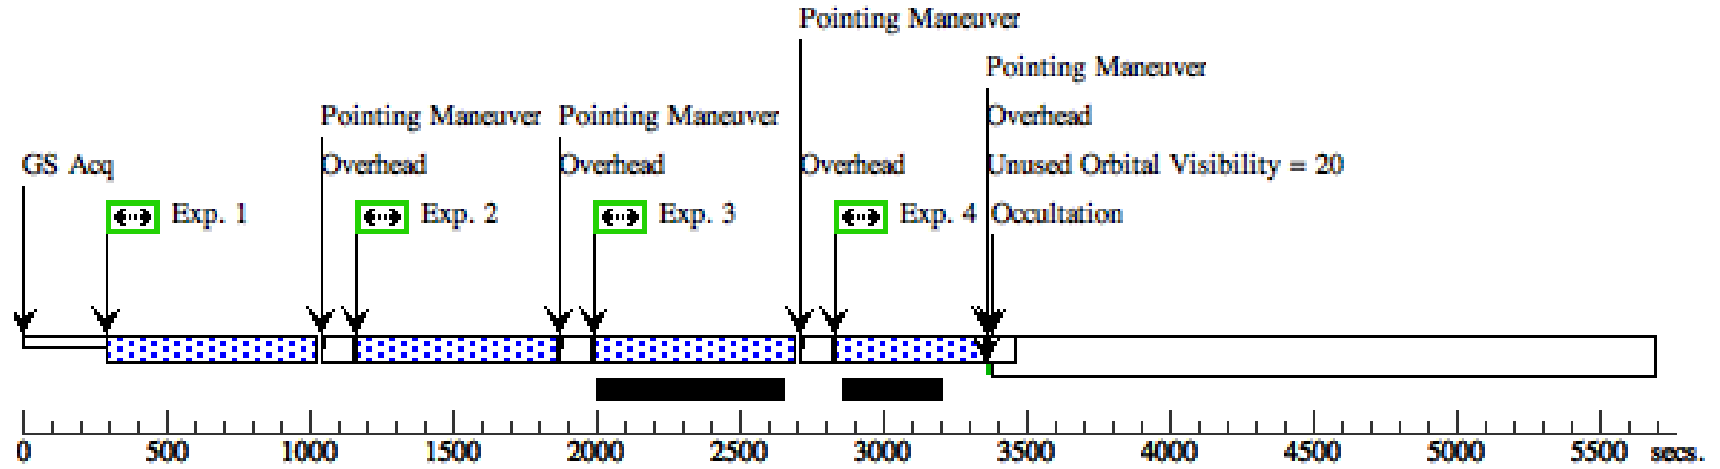 Pointing Maneuver
Pointing Maneuver
Pointing Maneuver Pointing Maneuver Overhead
GS Acq Overhead Overhead Overhead Unused Orbital Visibility = 20
Exp. 1 Exp. 2 Exp. 3 Exp. 4 Occultation
0 500 1000 1500 2000 2500 3000 3500 4000 4500 5000 5500 secs.